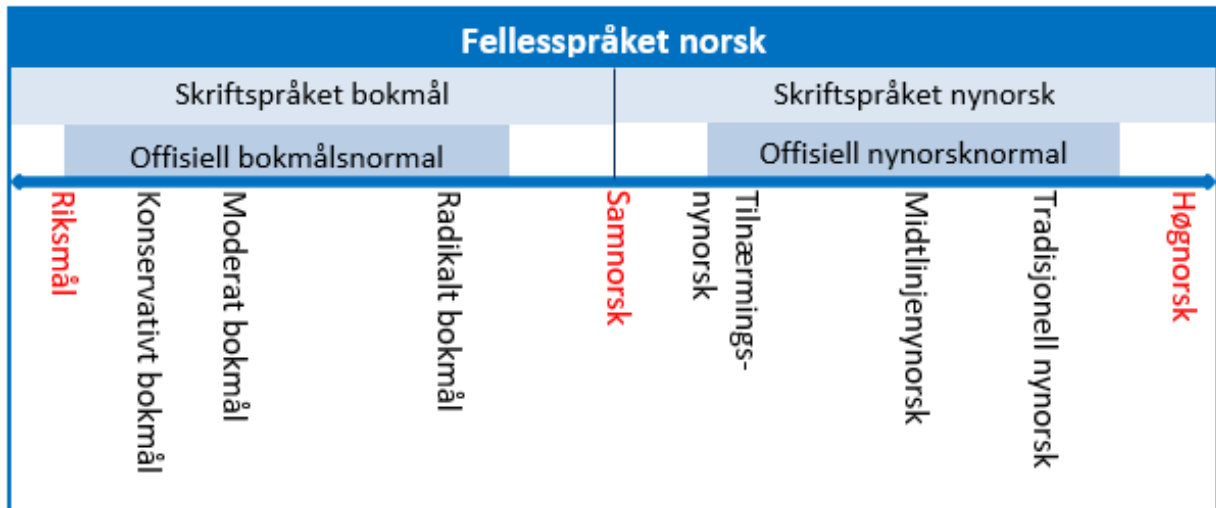 Fellesspråket norsk
Skriftspråket bokmål
Skriftspråket nynorsk
Offisiell bokmålsnormal
Offisiell nynorsknormal
Riksmål
Konservativt bokmål
Moderat bokmål
Radikalt bokmål
Samnorsk
Tilnærmings-
nynorsk
Midtlinjenynorsk
Tradisjonell nynorsk
Høgnorsk